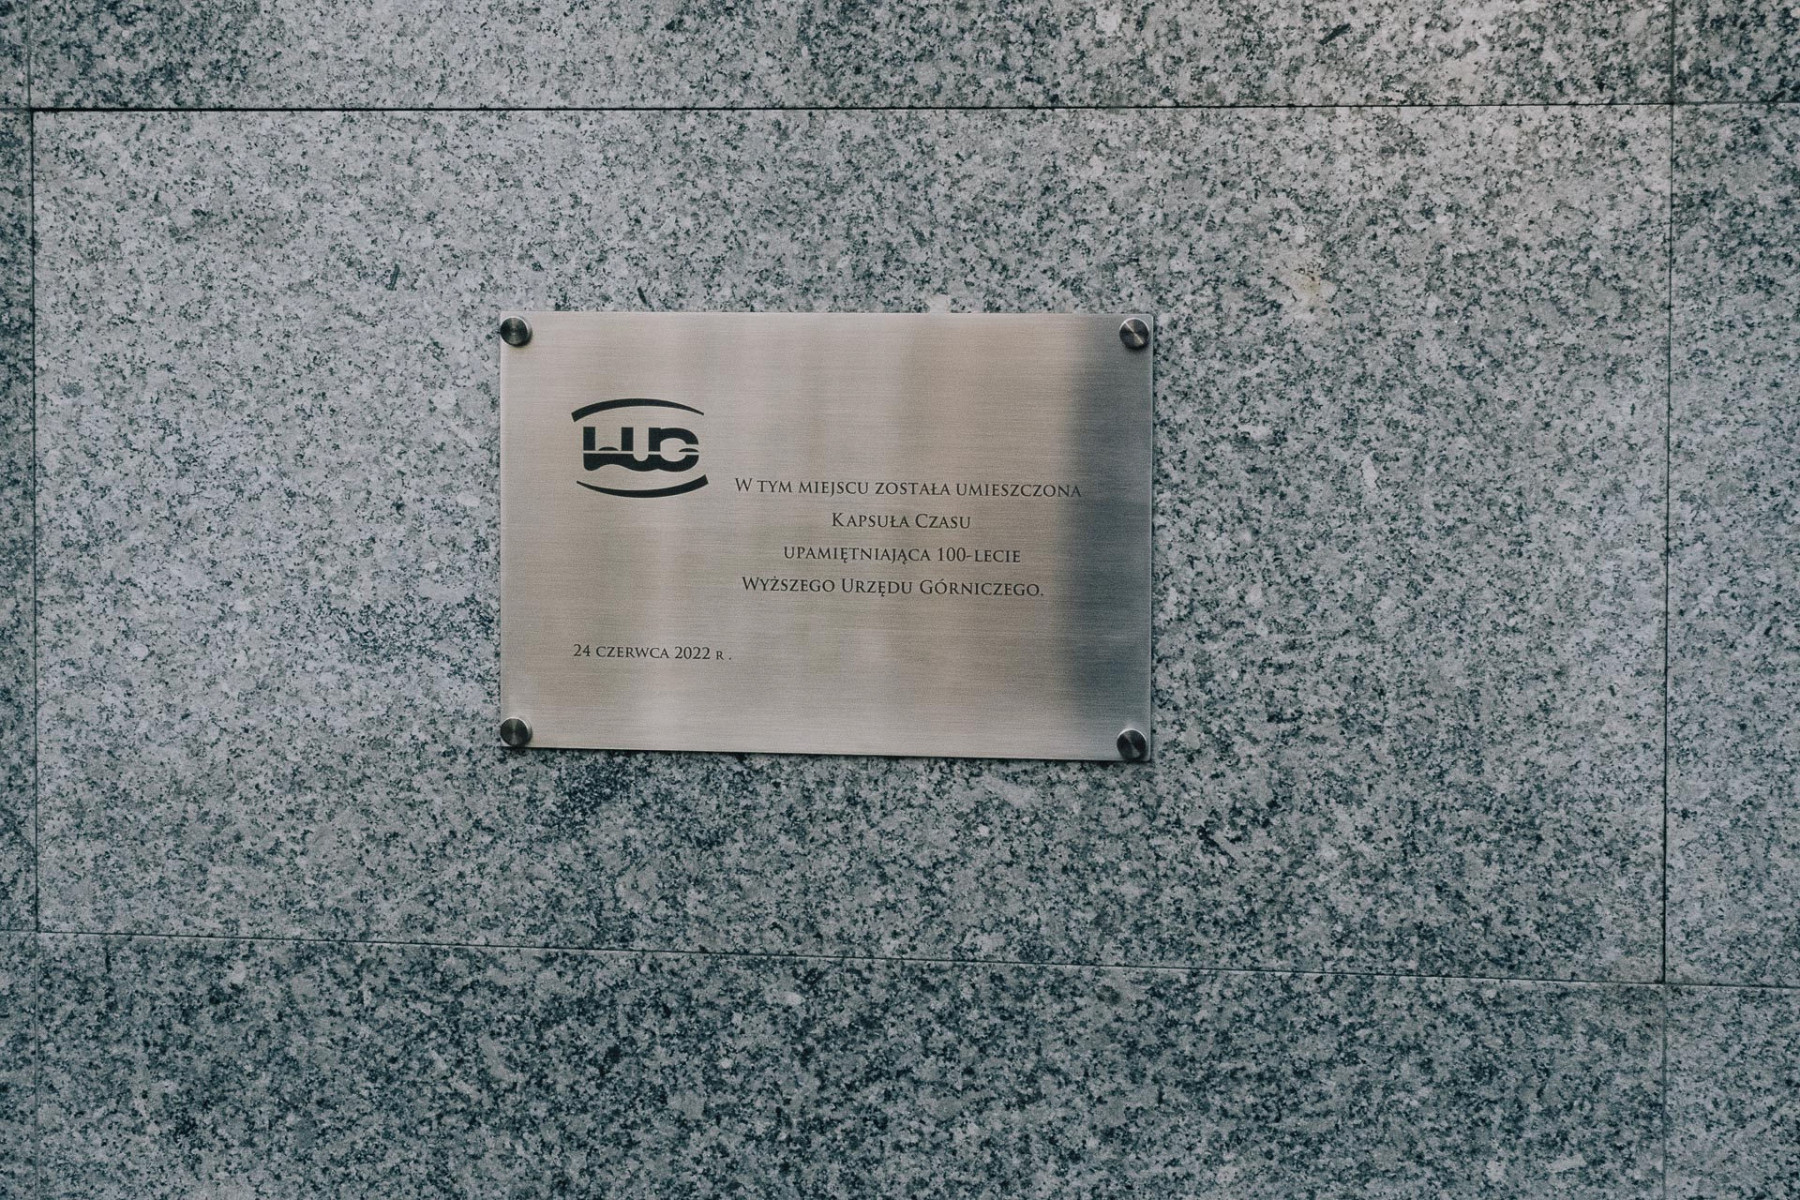 WUG
W TYM MIEJSCU ZOSTAŁA UMIESZCZONA
KAPSUŁA CZASU
UPAMIĘTNIAJĄCA 100-LECIE
WYŻSZEGO URZĘDU GÓRNICZEGO.
24 CZERWCA 2022 R .